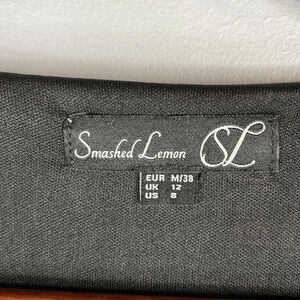 Smashed Lemon SL
EUR M/38
UK 12
US 8